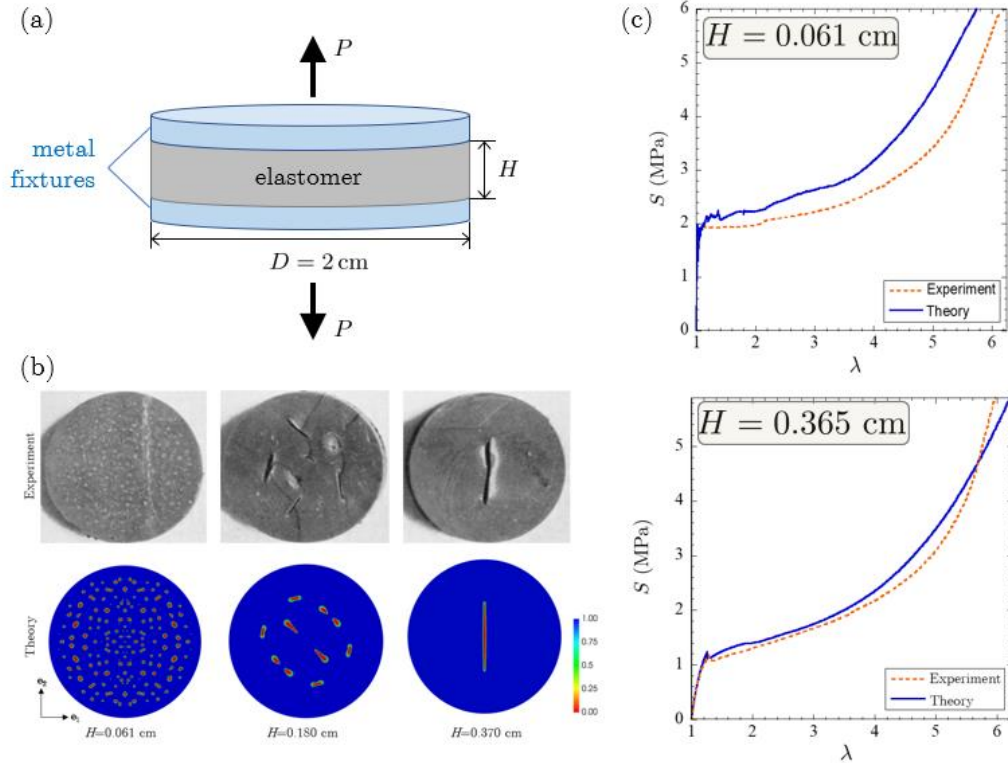 (a)
P
metal
fixtures
elastomer
H
D = 2 cm
P
(b)
Experiment
Theory
1.00
0.75
0.50
0.25
0.00
H=0.061 cm
H=0.180 cm
H=0.370 cm
(c)
H = 0.061 cm
S (MPa)
6
5
4
3
2
1
0
Experiment
Theory
1 2 3 4 5 6
λ
H = 0.365 cm
S (MPa)
5
4
3
2
1
0
Experiment
Theory
1 2 3 4 5 6
λ